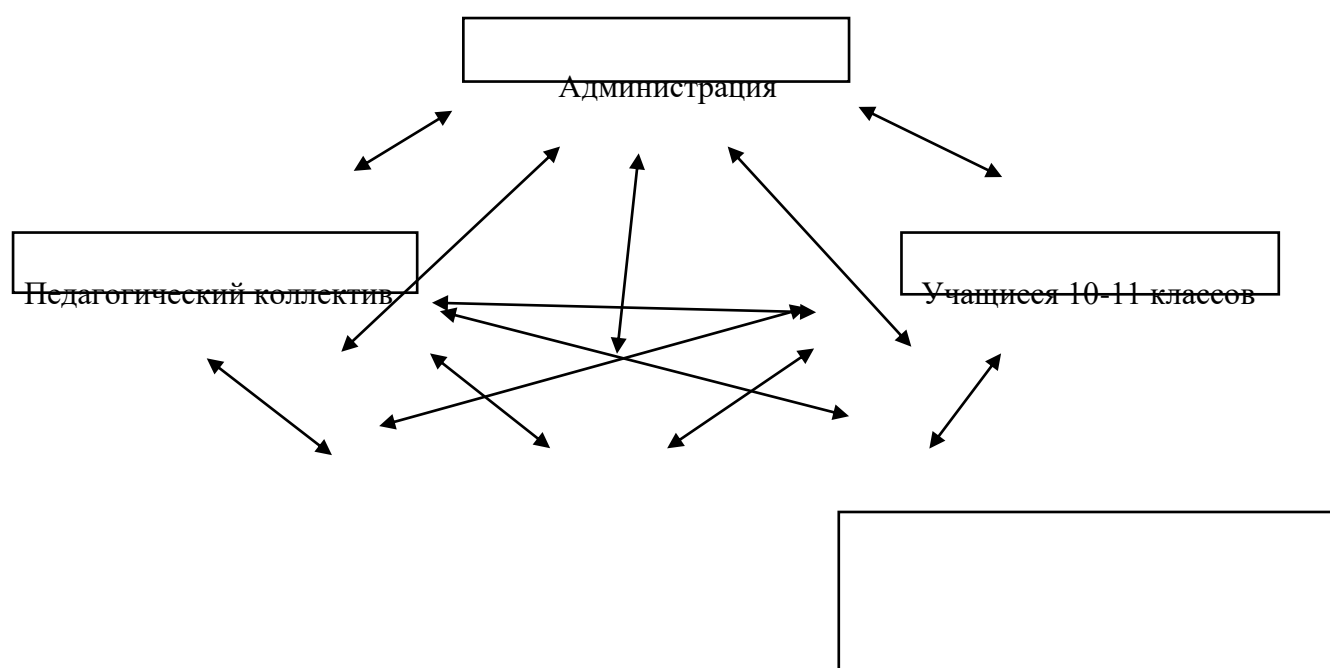 Администрация
Педагогический коллектив
Учащиеся 10-11 классов